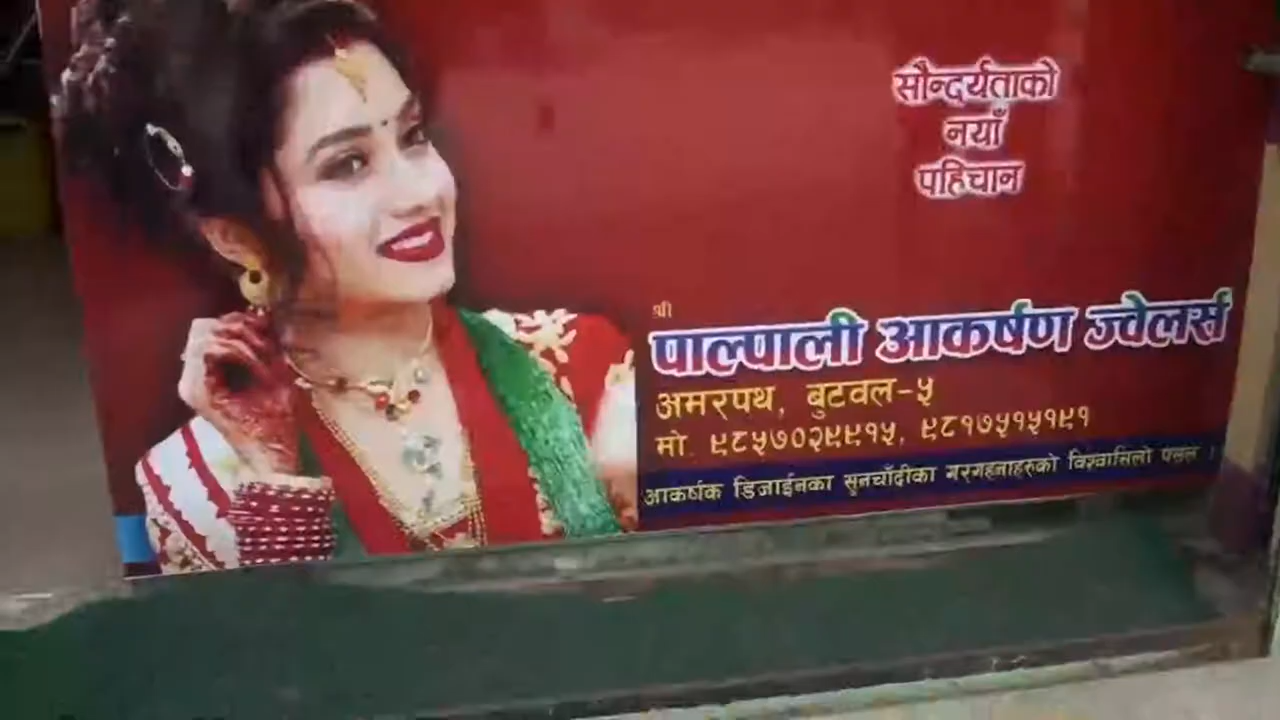 सौन्दर्यताको
नयाँ
पहिचान
श्री
पाल्पाली आकर्षण ज्वेलर्स
अमरपथ, बुटवल-५
मो. ९८५७०२९९१५, ९८१७५१५१९१
आकर्षक डिजाईनका सुनचाँदीका गरगहनाहरुको विश्वासिलो पसल ।